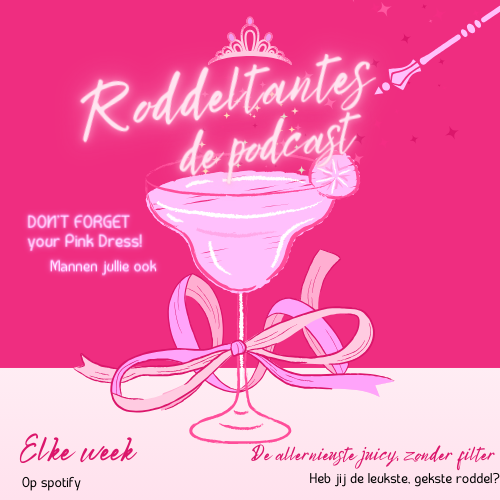 Roddeltantes
de podcast
DON'T FORGET
your Pink Dress!
Mannen jullie ook
Elke week
Op spotify
De allernieuste juicy, zonder filter
Heb jij de leukste, gekste roddel?